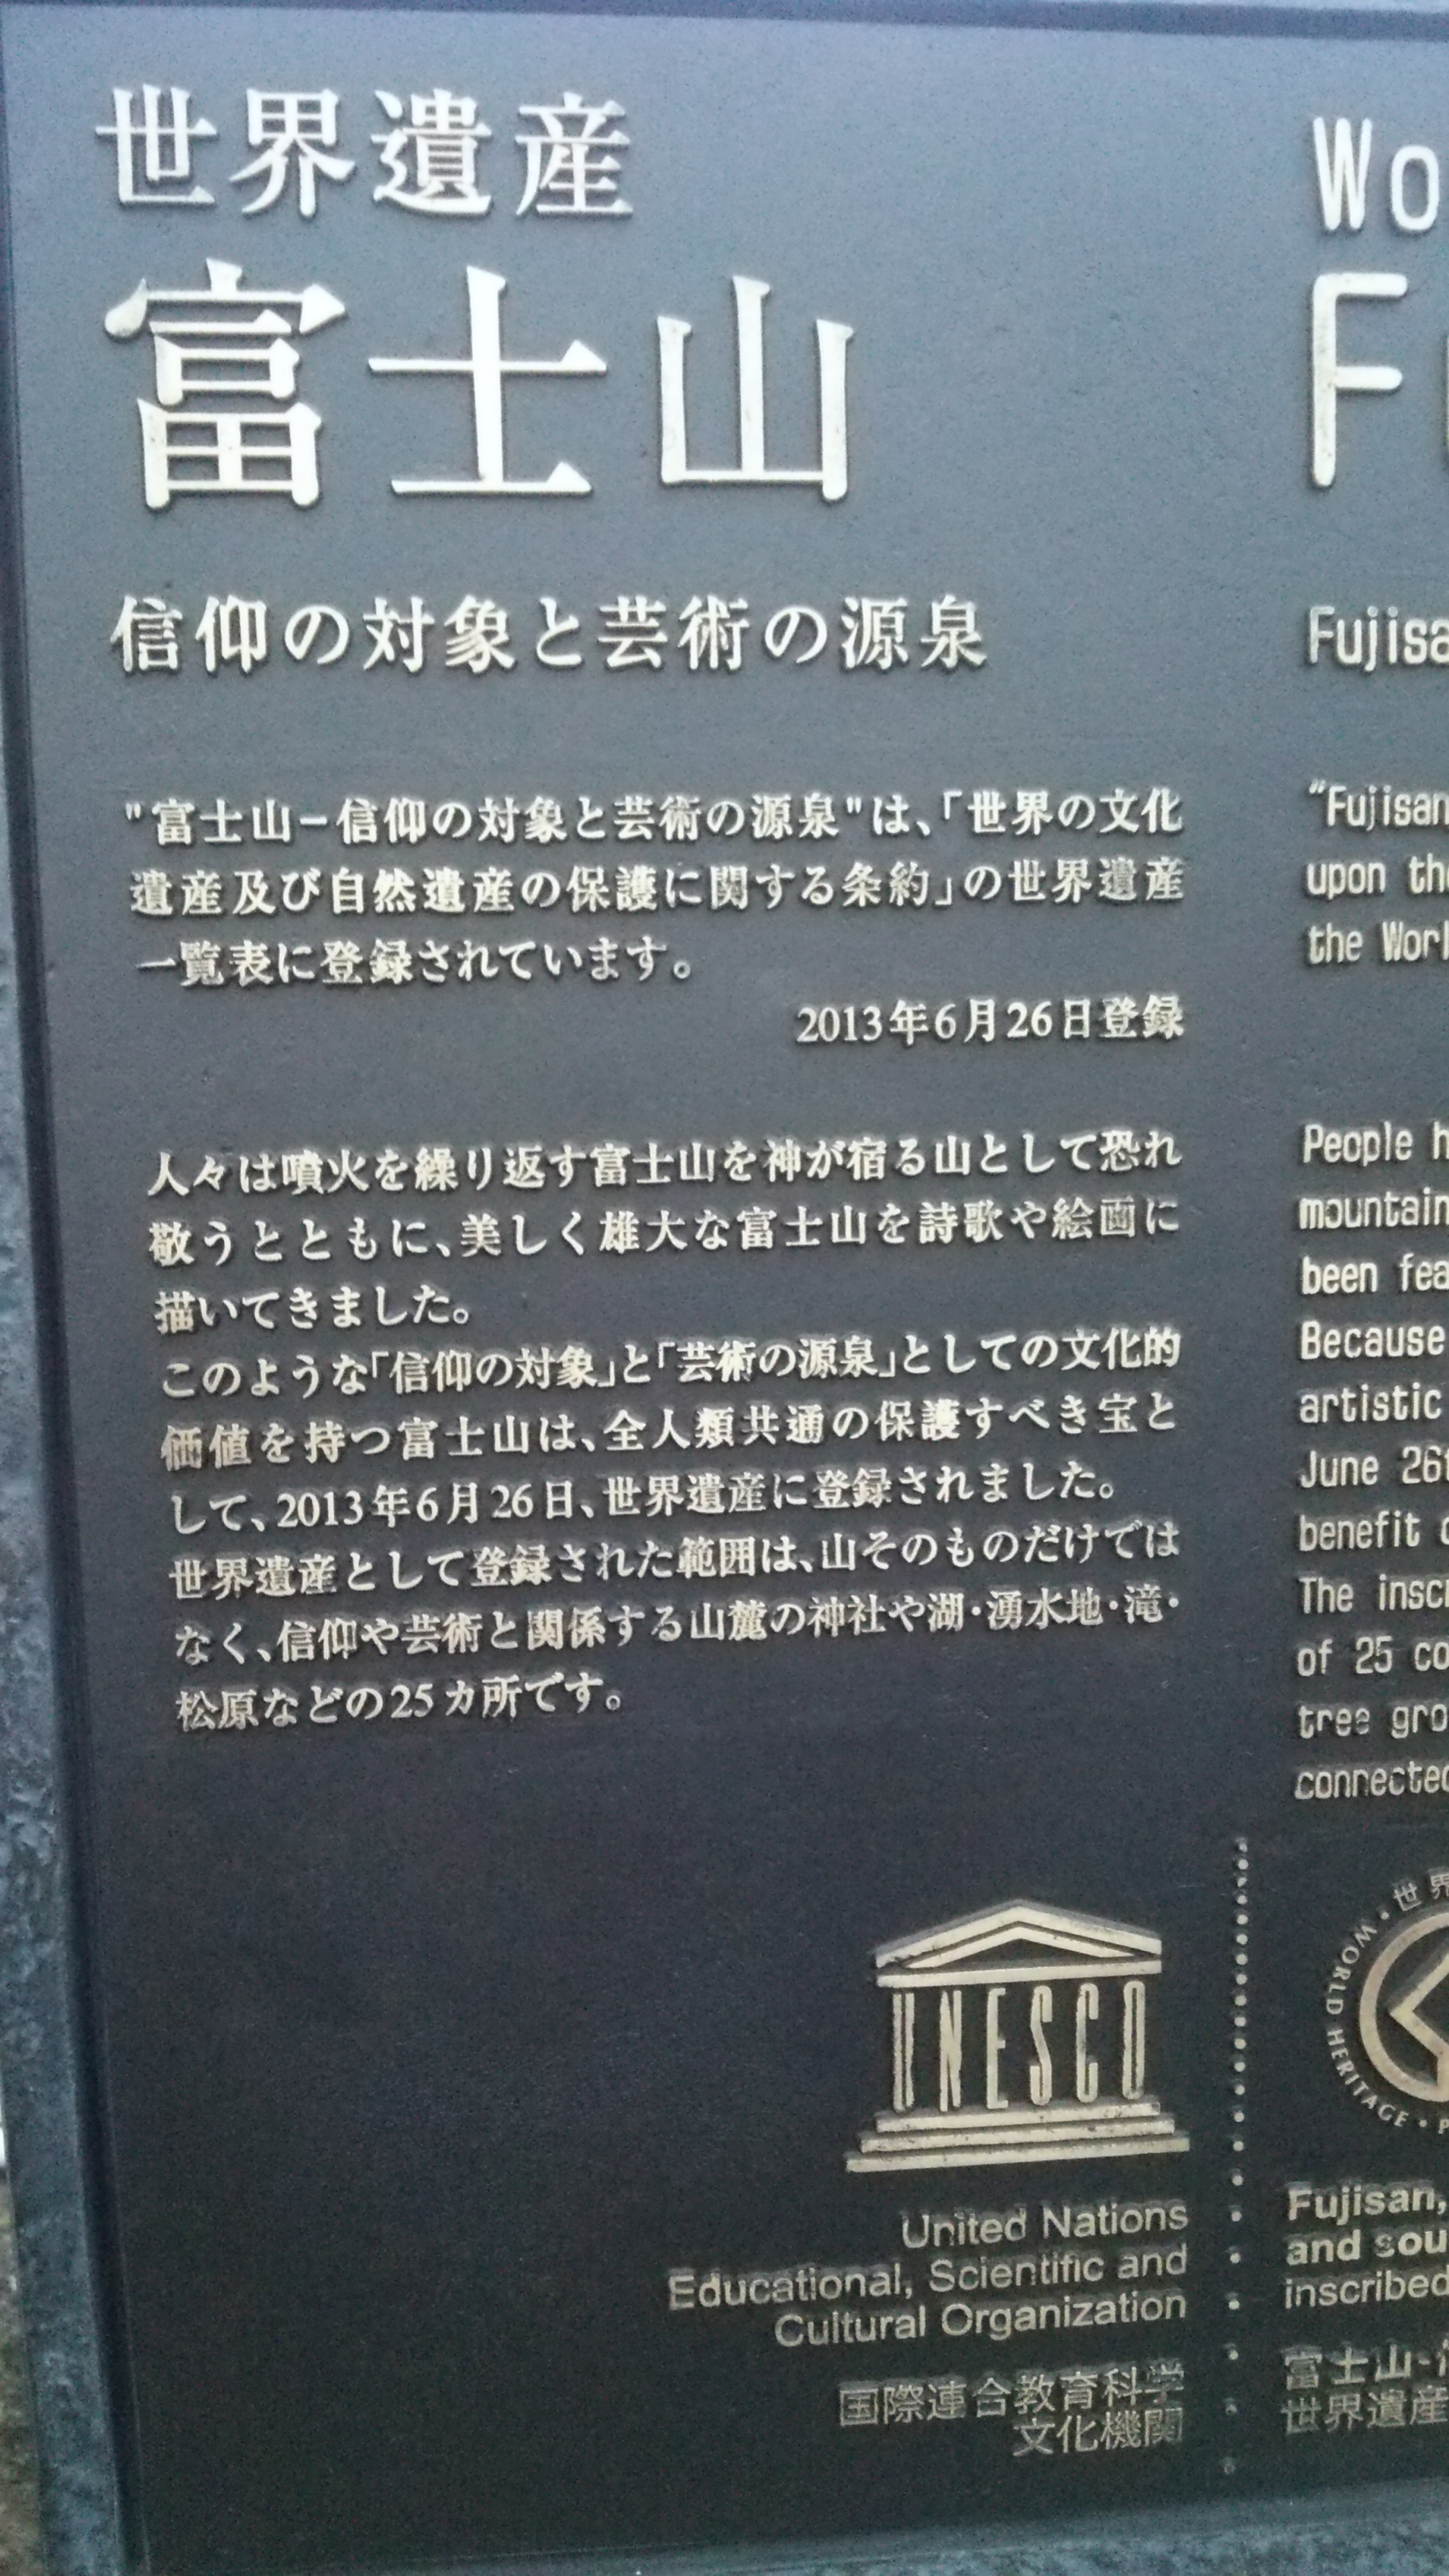 世界遺産
富士山
信仰の対象と芸術の源泉
"富士山−信仰の対象と芸術の源泉"は、「世界の文化
遺産及び自然遺産の保護に関する条約」の世界遺産
一覧表に登録されています。
2013年6月26日登録
人々は噴火を繰り返す富士山を神が宿る山として恐れ
敬うとともに、美しく雄大な富士山を詩歌や絵画に
描いてきました。
このような「信仰の対象」と「芸術の源泉」としての文化的
価値を持つ富士山は、全人類共通の保護すべき宝と
して、2013年6月26日、世界遺産に登録されました。
世界遺産として登録された範囲は、山そのものだけでは
なく、信仰や芸術と関係する山麓の神社や湖・湧水地・滝・
松原などの25カ所です。
UNESCO
United Nations
Educational, Scientific and
Cultural Organization
国際連合教育科学
文化機関
Wo
F
Fujisa
"Fujisan
upon th
the Worl
People h
mountain
been fea
Because
artistic
June 26
benefit
The insc
of 25 co
tree gro
connected
世界
WORLD HERITAGE • P
Fujisan,
and sou
inscribed
富士山-
世界遺産